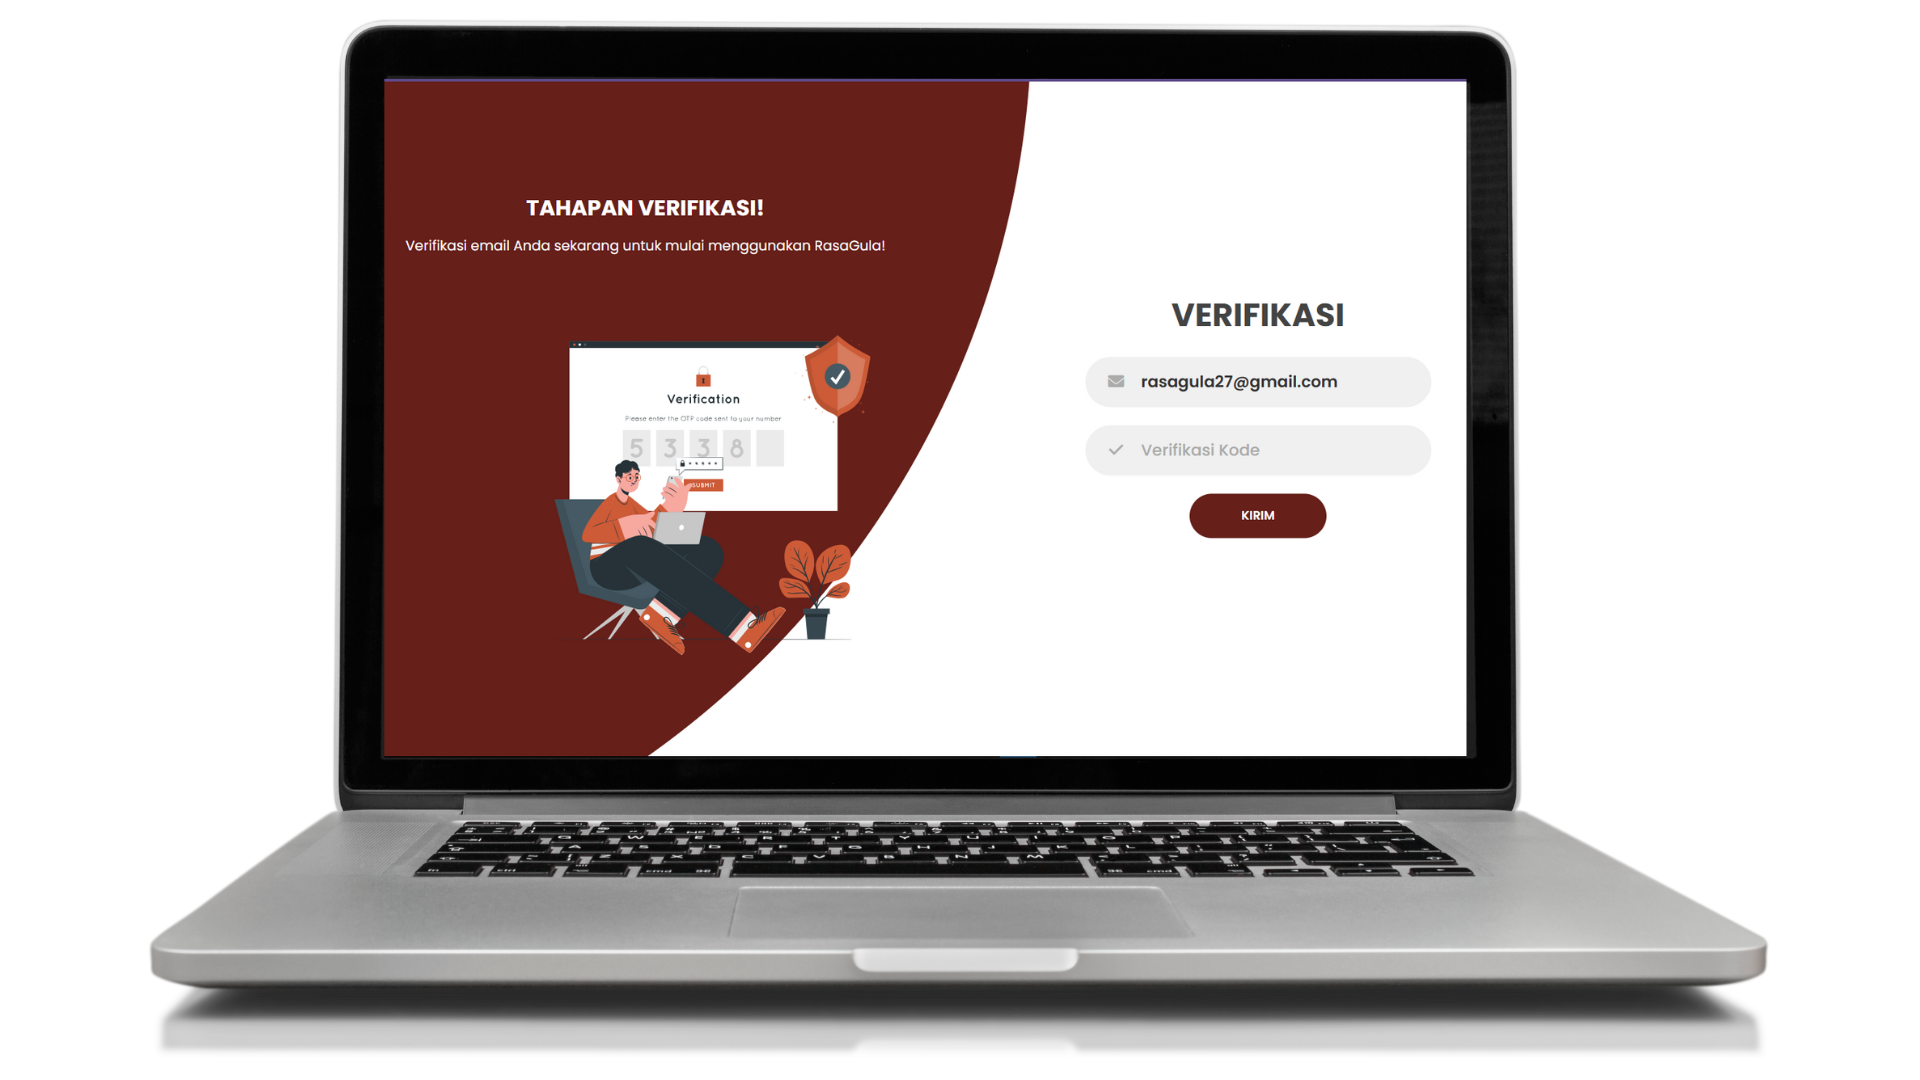 TAHAPAN VERIFIKASI!
Verifikasi email Anda sekarang untuk mulai menggunakan RasaGula!
Verification
Please enter the OTP code sent to your number
5 3 3 8
SUBMIT
VERIFIKASI
rasagula27@gmail.com
Verifikasi Kode
KIRIM